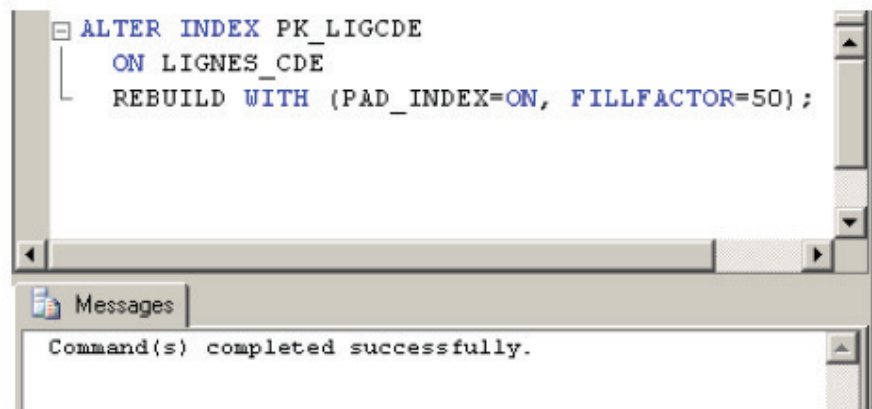 ALTER INDEX PK_LIGCDE
ON LIGNES_CDE
REBUILD WITH (PAD_INDEX=ON, FILLFACTOR=50);
Messages
Command(s) completed successfully.